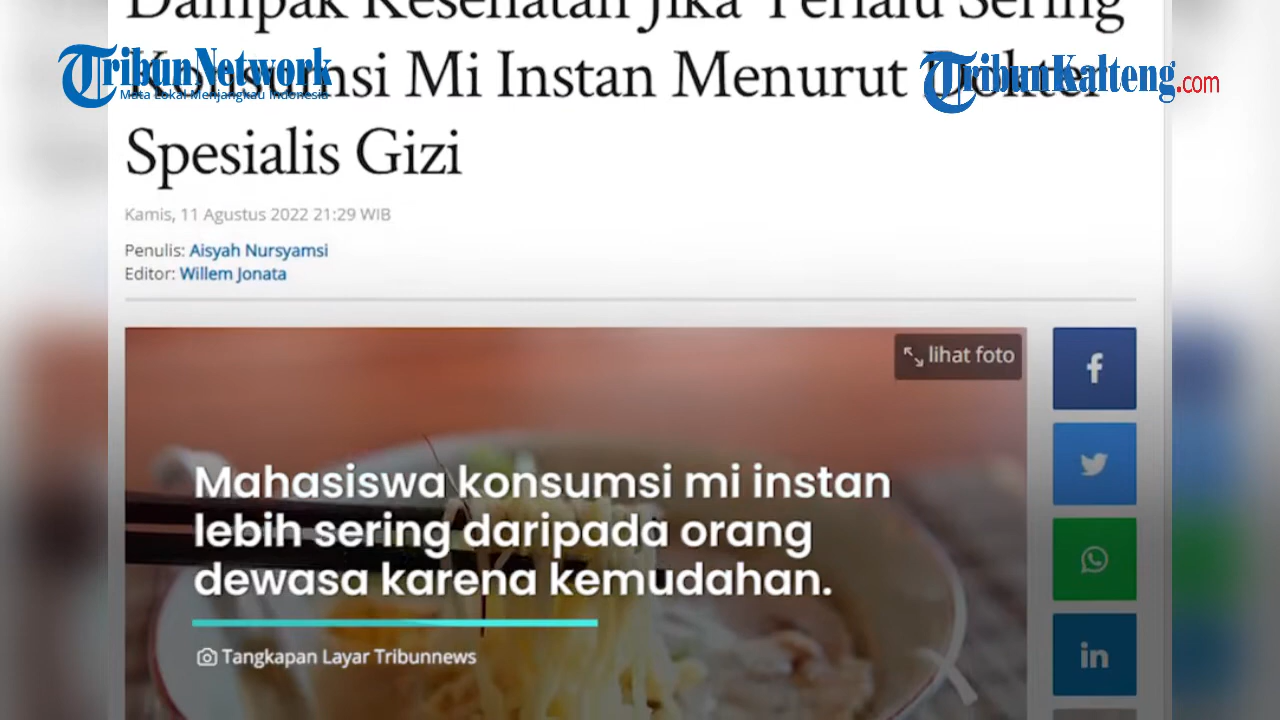 Dampak Kesehatan Jika Terlalu Sering
Konsumsi Mi Instan Menurut Dokter
Spesialis Gizi
TribunNetwork
Mata Lokal Menjangkau Indonesia
TribunKalteng.com
Kamis, 11 Agustus 2022 21:29 WIB
Penulis: Aisyah Nursyamsi
Editor: Willem Jonata
lihat foto
Mahasiswa konsumsi mi instan
lebih sering daripada orang
dewasa karena kemudahan.
Tangkapan Layar Tribunnews
f
in